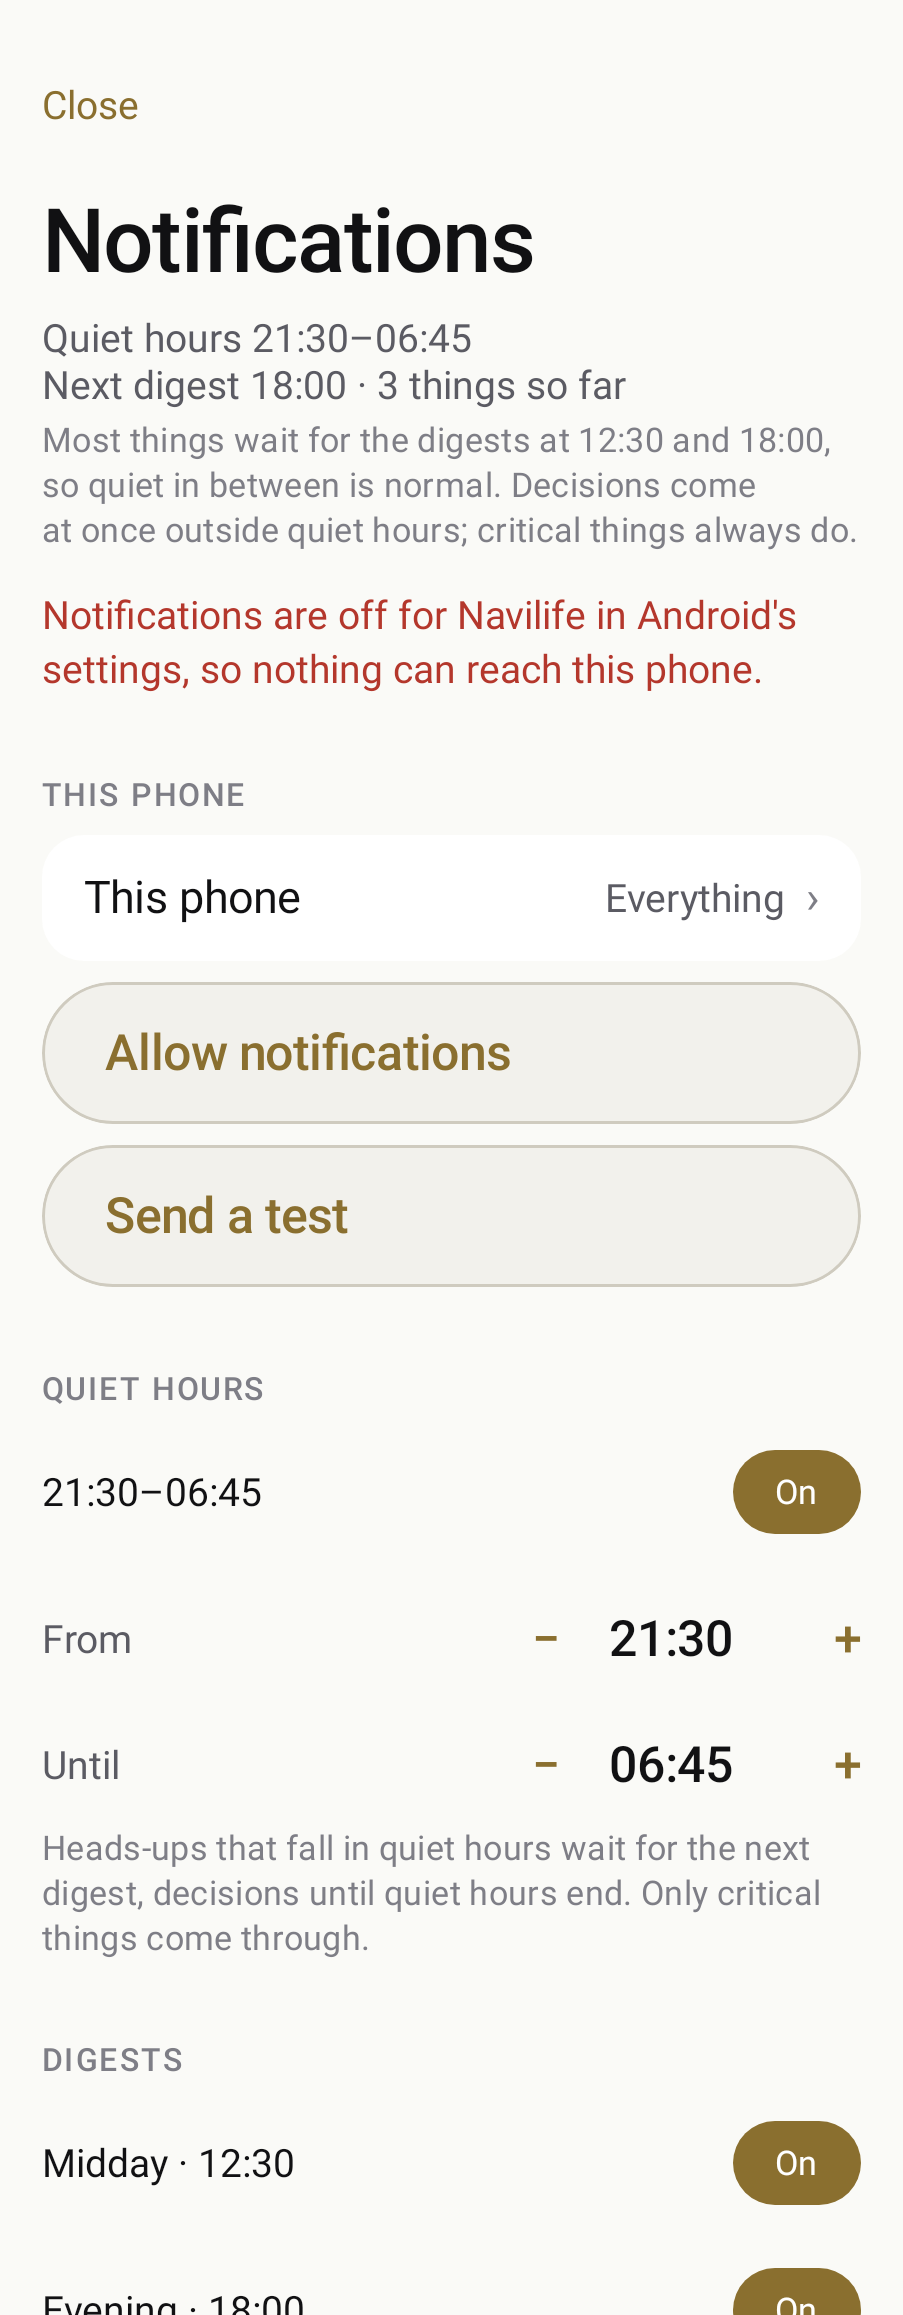 Close
Notifications
Quiet hours 21:30–06:45
Next digest 18:00 · 3 things so far
Most things wait for the digests at 12:30 and 18:00,
so quiet in between is normal. Decisions come
at once outside quiet hours; critical things always do.
Notifications are off for Navilife in Android's
settings, so nothing can reach this phone.
THIS PHONE
This phone Everything ›
Allow notifications
Send a test
QUIET HOURS
21:30–06:45 On
From − 21:30 +
Until − 06:45 +
Heads-ups that fall in quiet hours wait for the next
digest, decisions until quiet hours end. Only critical
things come through.
DIGESTS
Midday · 12:30 On
Evening · 18:00 On